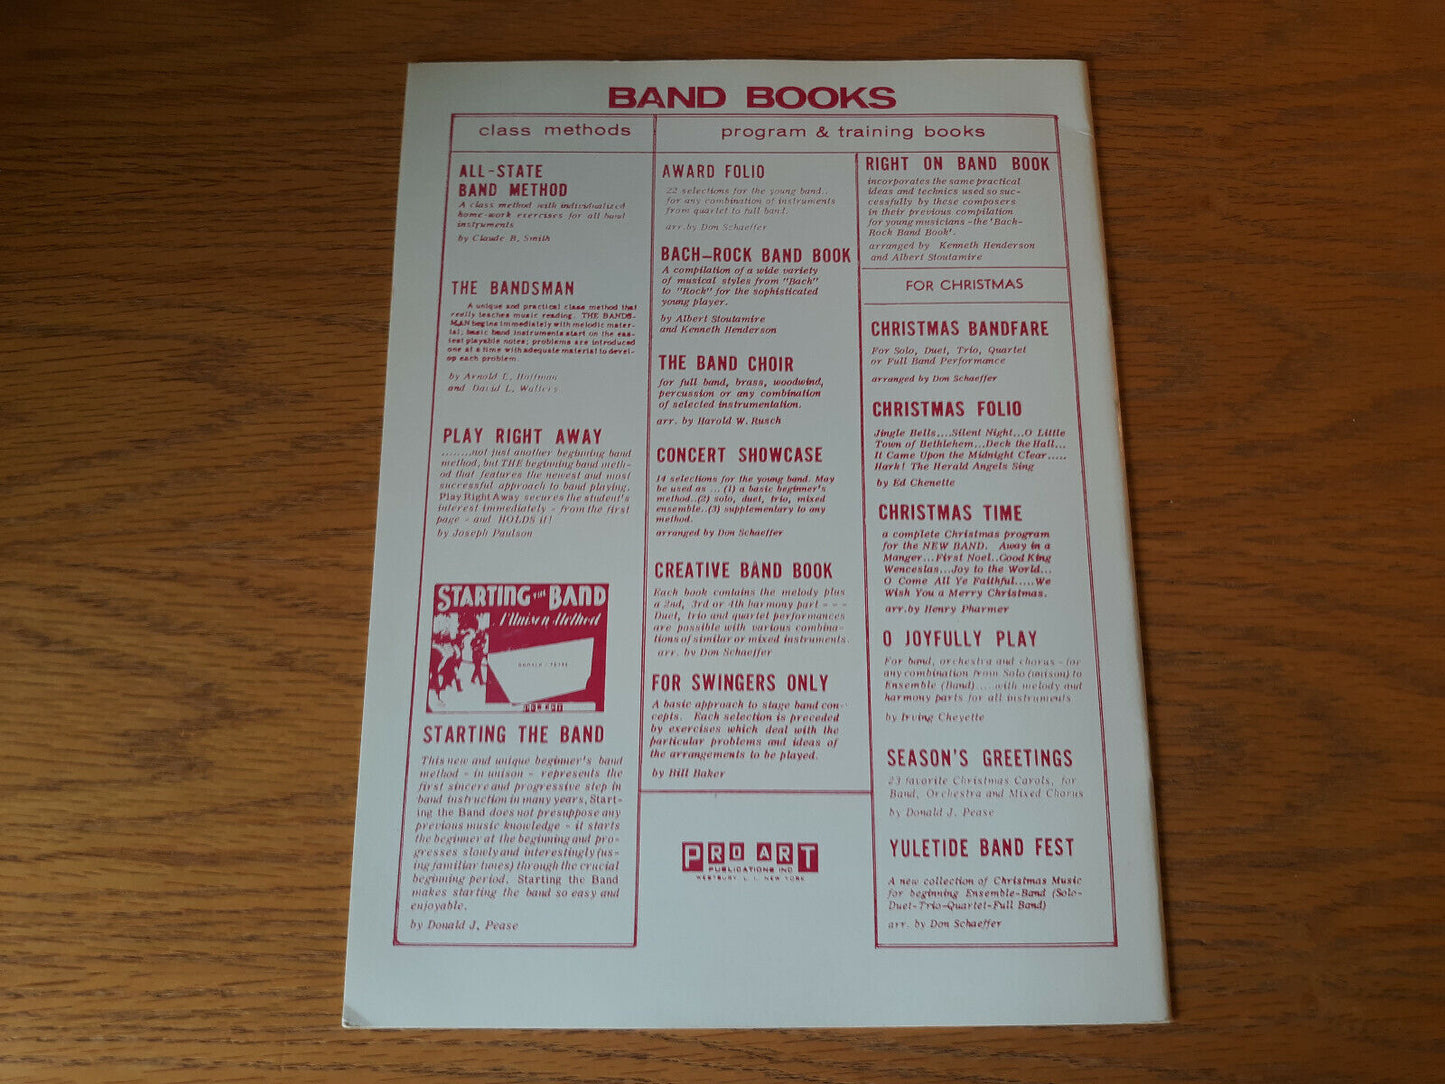 BAND BOOKS
class methods
program & training books
ALL-STATE
BAND METHOD
A class method with individualized
home-work exercises for all band
instruments
by Claude B. Smith
THE BANDSMAN
A unique and practical class method that
really teaches music reading. THE BANDS-
MAN begins immediately with melodic mater-
ial; basic band instruments start on the eas-
iest playable notes; problems are introduced
one at a time with adequate material to devel-
op each problem.
by Arnold E. Hoffman
and David L. Walters
PLAY RIGHT AWAY
........not just another beginning band
method, but THE beginning band meth-
od that features the newest and most
successful approach to band playing.
Play Right Away secures the student's
interest immediately - from the first
page - and HOLDS it!
by Joseph Paulson
STARTING THE BAND
A Unison Method
DONALD J. PEASE
PRO ART
STARTING THE BAND
This new and unique beginner's band
method - in unison - represents the
first sincere and progressive step in
band instruction in many years, Start-
ing the Band does not presuppose any
previous music knowledge - it starts
the beginner at the beginning and pro-
gresses slowly and interestingly (us-
ing familiar tunes) through the crucial
beginning period. Starting the Band
makes starting the band so easy and
enjoyable.
by Donald J. Pease
AWARD FOLIO
22 selections for the young band..
for any combination of instruments
from quartet to full band.
arr. by Don Schaeffer
BACH-ROCK BAND BOOK
A compilation of a wide variety
of musical styles from "Bach"
to "Rock" for the sophisticated
young player.
by Albert Stoutamire
and Kenneth Henderson
THE BAND CHOIR
for full band, brass, woodwind,
percussion or any combination
of selected instrumentation.
arr. by Harold W. Rusch
CONCERT SHOWCASE
14 selections for the young band. May
be used as ... (1) a basic beginner's
method..(2) solo, duet, trio, mixed
ensemble..(3) supplementary to any
method.
arranged by Don Schaeffer
CREATIVE BAND BOOK
Each book contains the melody plus
a 2nd, 3rd or 4th harmony part - - -
Duet, trio and quartet performances
are possible with various combina-
tions of similar or mixed instruments.
arr. by Don Schaeffer
FOR SWINGERS ONLY
A basic approach to stage band con-
cepts. Each selection is preceded
by exercises which deal with the
particular problems and ideas of
the arrangements to be played.
by Bill Baker
PRO ART
PUBLICATIONS INC
WESTBURY, L. I., NEW YORK
RIGHT ON BAND BOOK
incorporates the same practical
ideas and technics used so suc-
cessfully by these composers
in their previous compilation
for young musicians -the 'Bach-
Rock Band Book'.
arranged by Kenneth Henderson
and Albert Stoutamire
FOR CHRISTMAS
CHRISTMAS BANDFARE
For Solo, Duet, Trio, Quartet
or Full Band Performance
arranged by Don Schaeffer
CHRISTMAS FOLIO
Jingle Bells....Silent Night...O Little
Town of Bethlehem...Deck the Hall...
It Came Upon the Midnight Clear.....
Hark! The Herald Angels Sing
by Ed Chenette
CHRISTMAS TIME
a complete Christmas program
for the NEW BAND. Away in a
Manger...First Noel..Good King
Wenceslas...Joy to the World...
O Come All Ye Faithful.....We
Wish You a Merry Christmas.
arr.by Henry Pharmer
O JOYFULLY PLAY
For band, orchestra and chorus - for
any combination from Solo (unison) to
Ensemble (Band)....with melody and
harmony parts for all instruments
by Irving Cheyette
SEASON'S GREETINGS
23 favorite Christmas Carols, for
Band, Orchestra and Mixed Chorus
by Donald J. Pease
YULETIDE BAND FEST
A new collection of Christmas Music
for beginning Ensemble-Band (Solo-
Duet-Trio-Quartet-Full Band)
arr. by Don Schaeffer